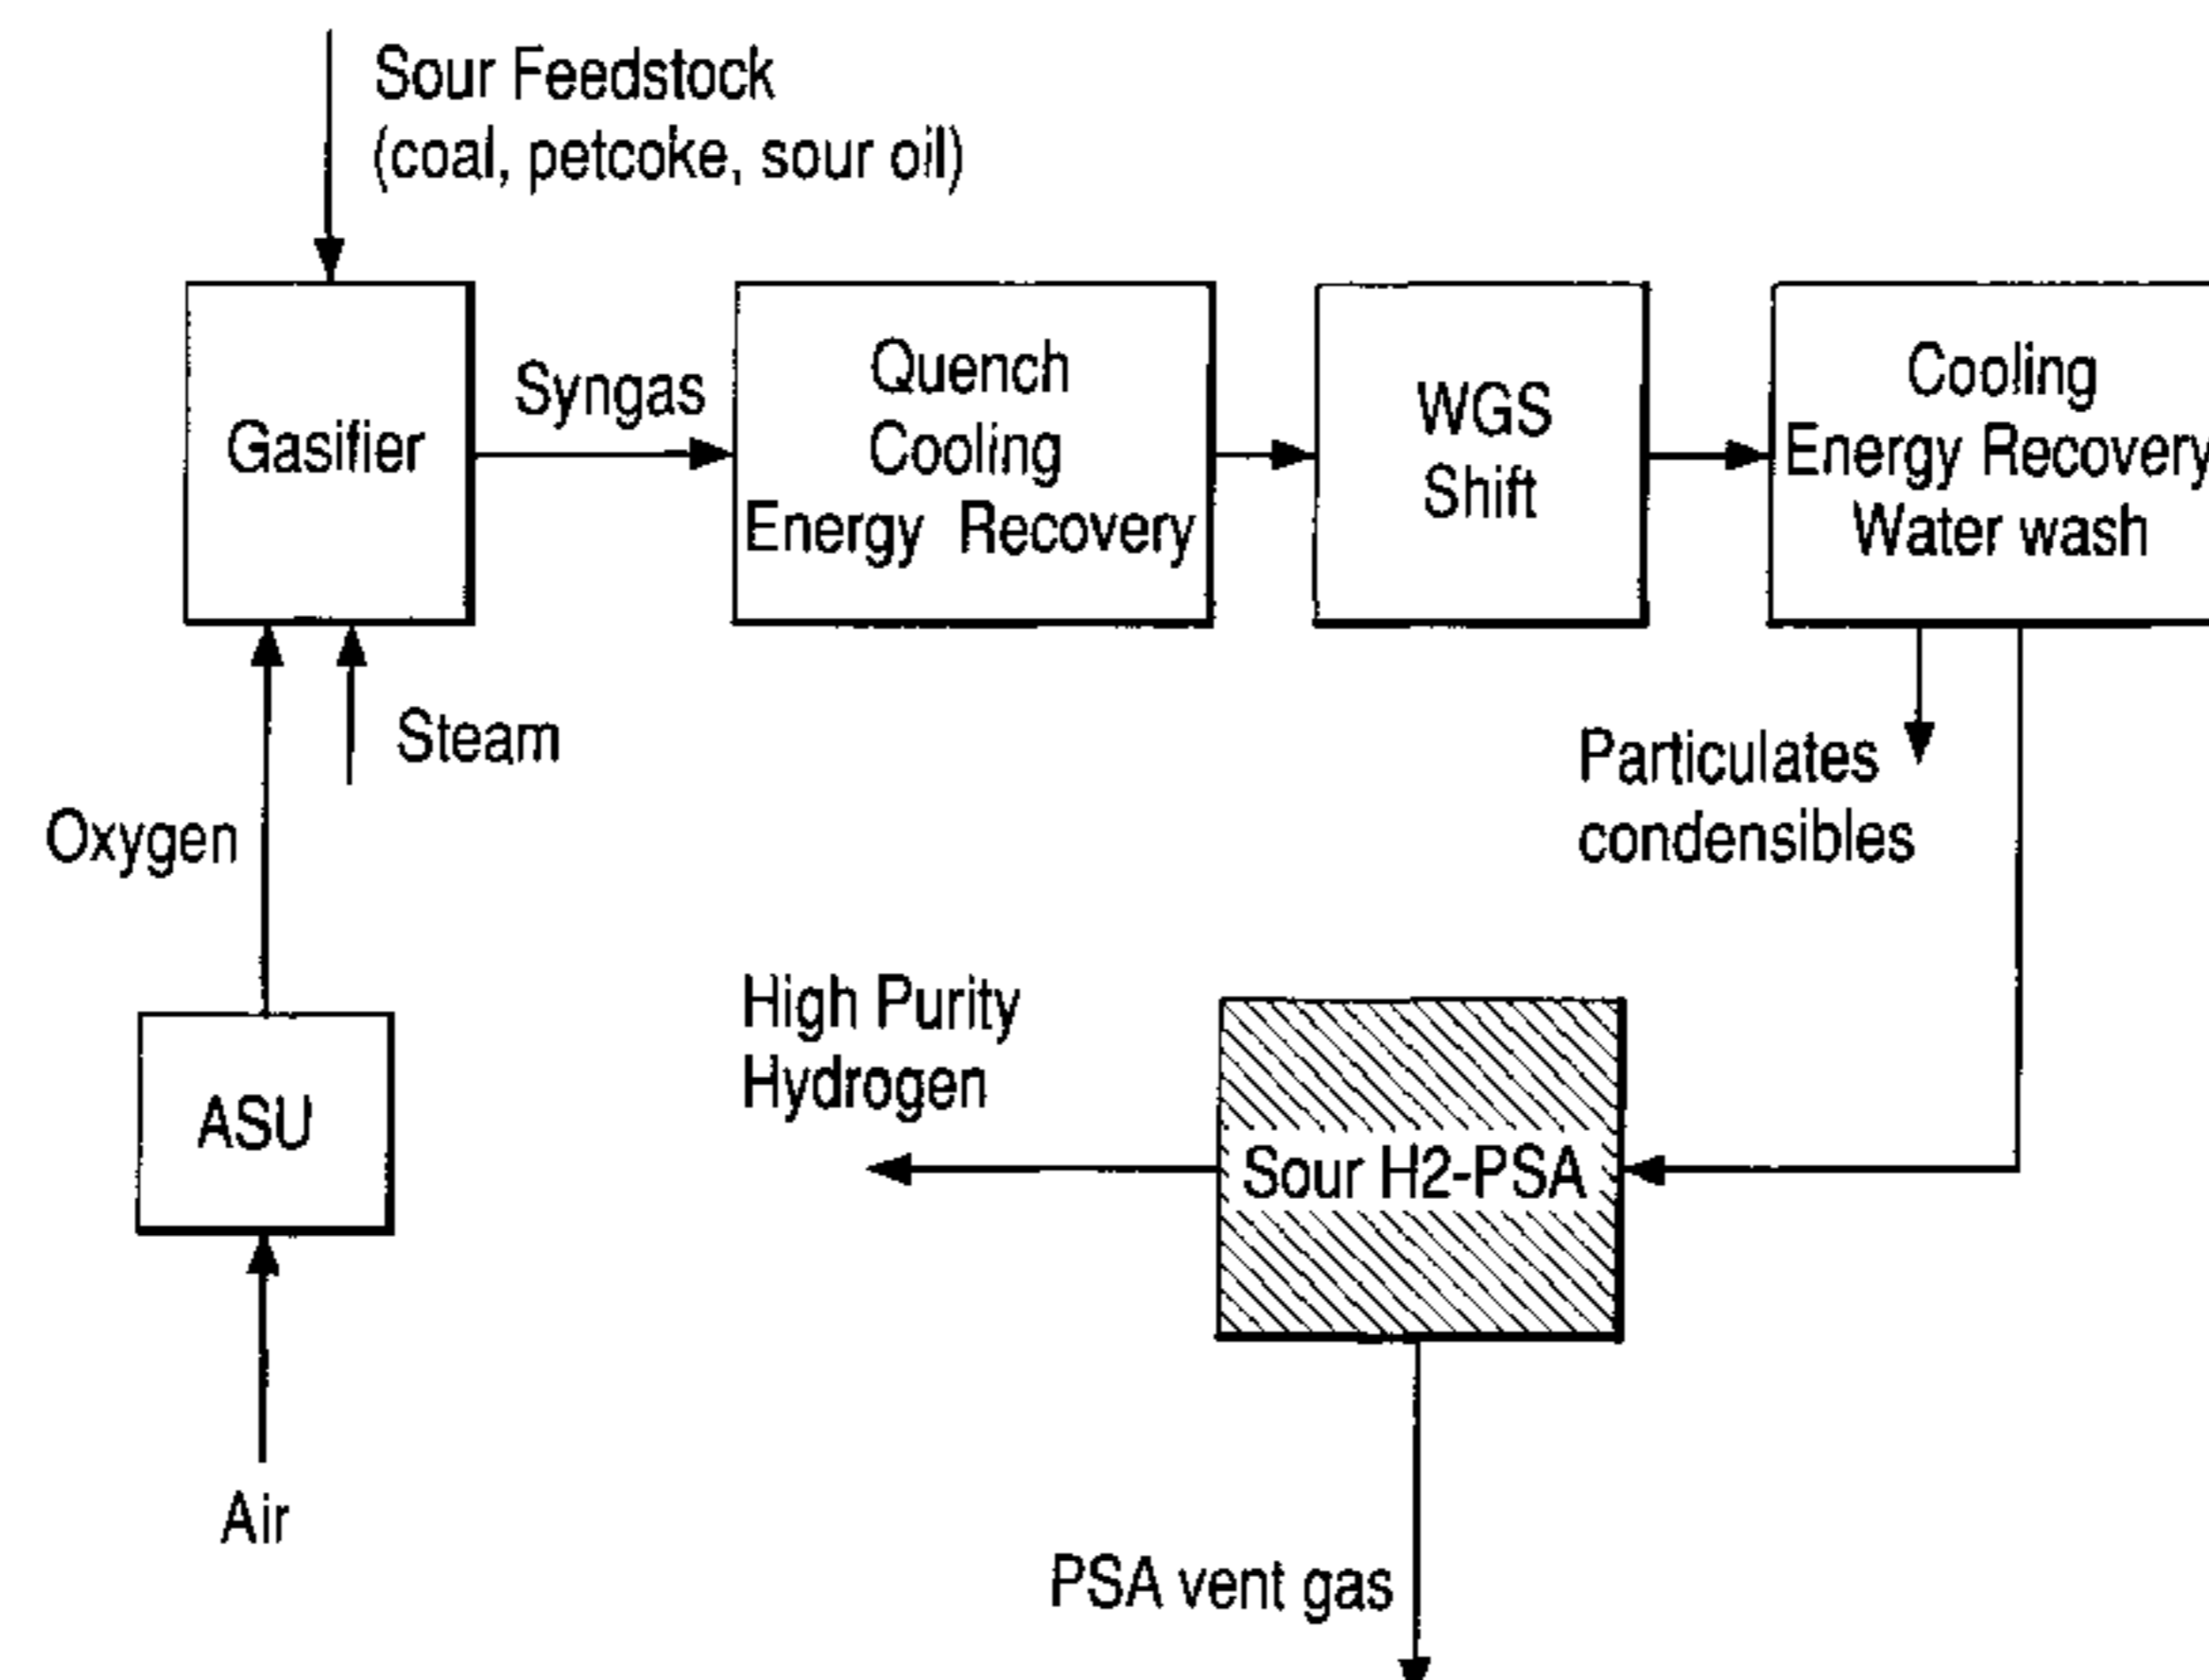 Sour Feedstock
(coal, petcoke, sour oil)
Gasifier
Syngas
Quench
Cooling
Energy Recovery
WGS
Shift
Cooling
Energy Recovery
Water wash
Steam
Oxygen
Particulates
condensibles
ASU
Air
High Purity
Hydrogen
Sour H2-PSA
PSA vent gas